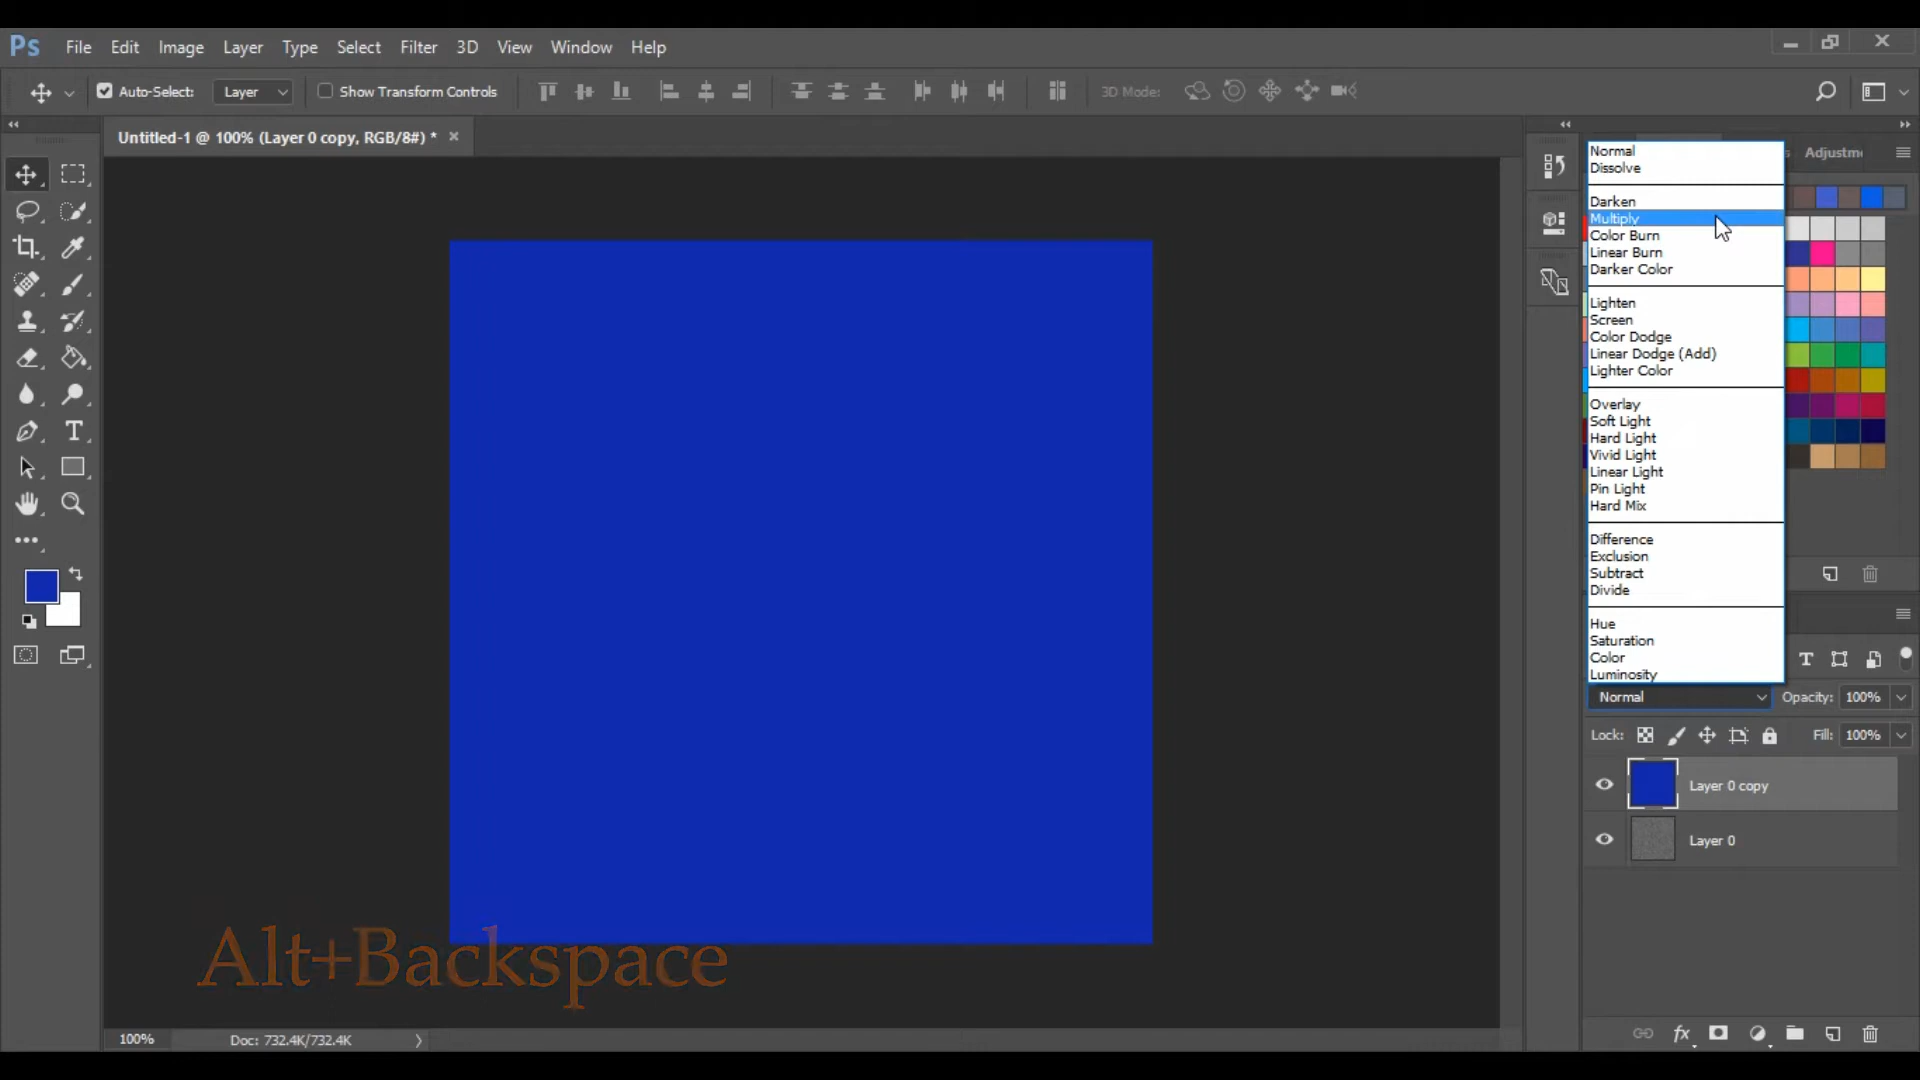 Ps File Edit Image Layer Type Select Filter 3D View Window Help
Auto-Select: Layer Show Transform Controls 3D Mode:
Untitled-1 @ 100% (Layer 0 copy, RGB/8#) *
Adjustm
Normal
Dissolve
Darken
Multiply
Color Burn
Linear Burn
Darker Color
Lighten
Screen
Color Dodge
Linear Dodge (Add)
Lighter Color
Overlay
Soft Light
Hard Light
Vivid Light
Linear Light
Pin Light
Hard Mix
Difference
Exclusion
Subtract
Divide
Hue
Saturation
Color
Luminosity
Normal Opacity: 100%
Lock: Fill: 100%
Layer 0 copy
Layer 0
Alt+Backspace
100% Doc: 732.4K/732.4K
fx